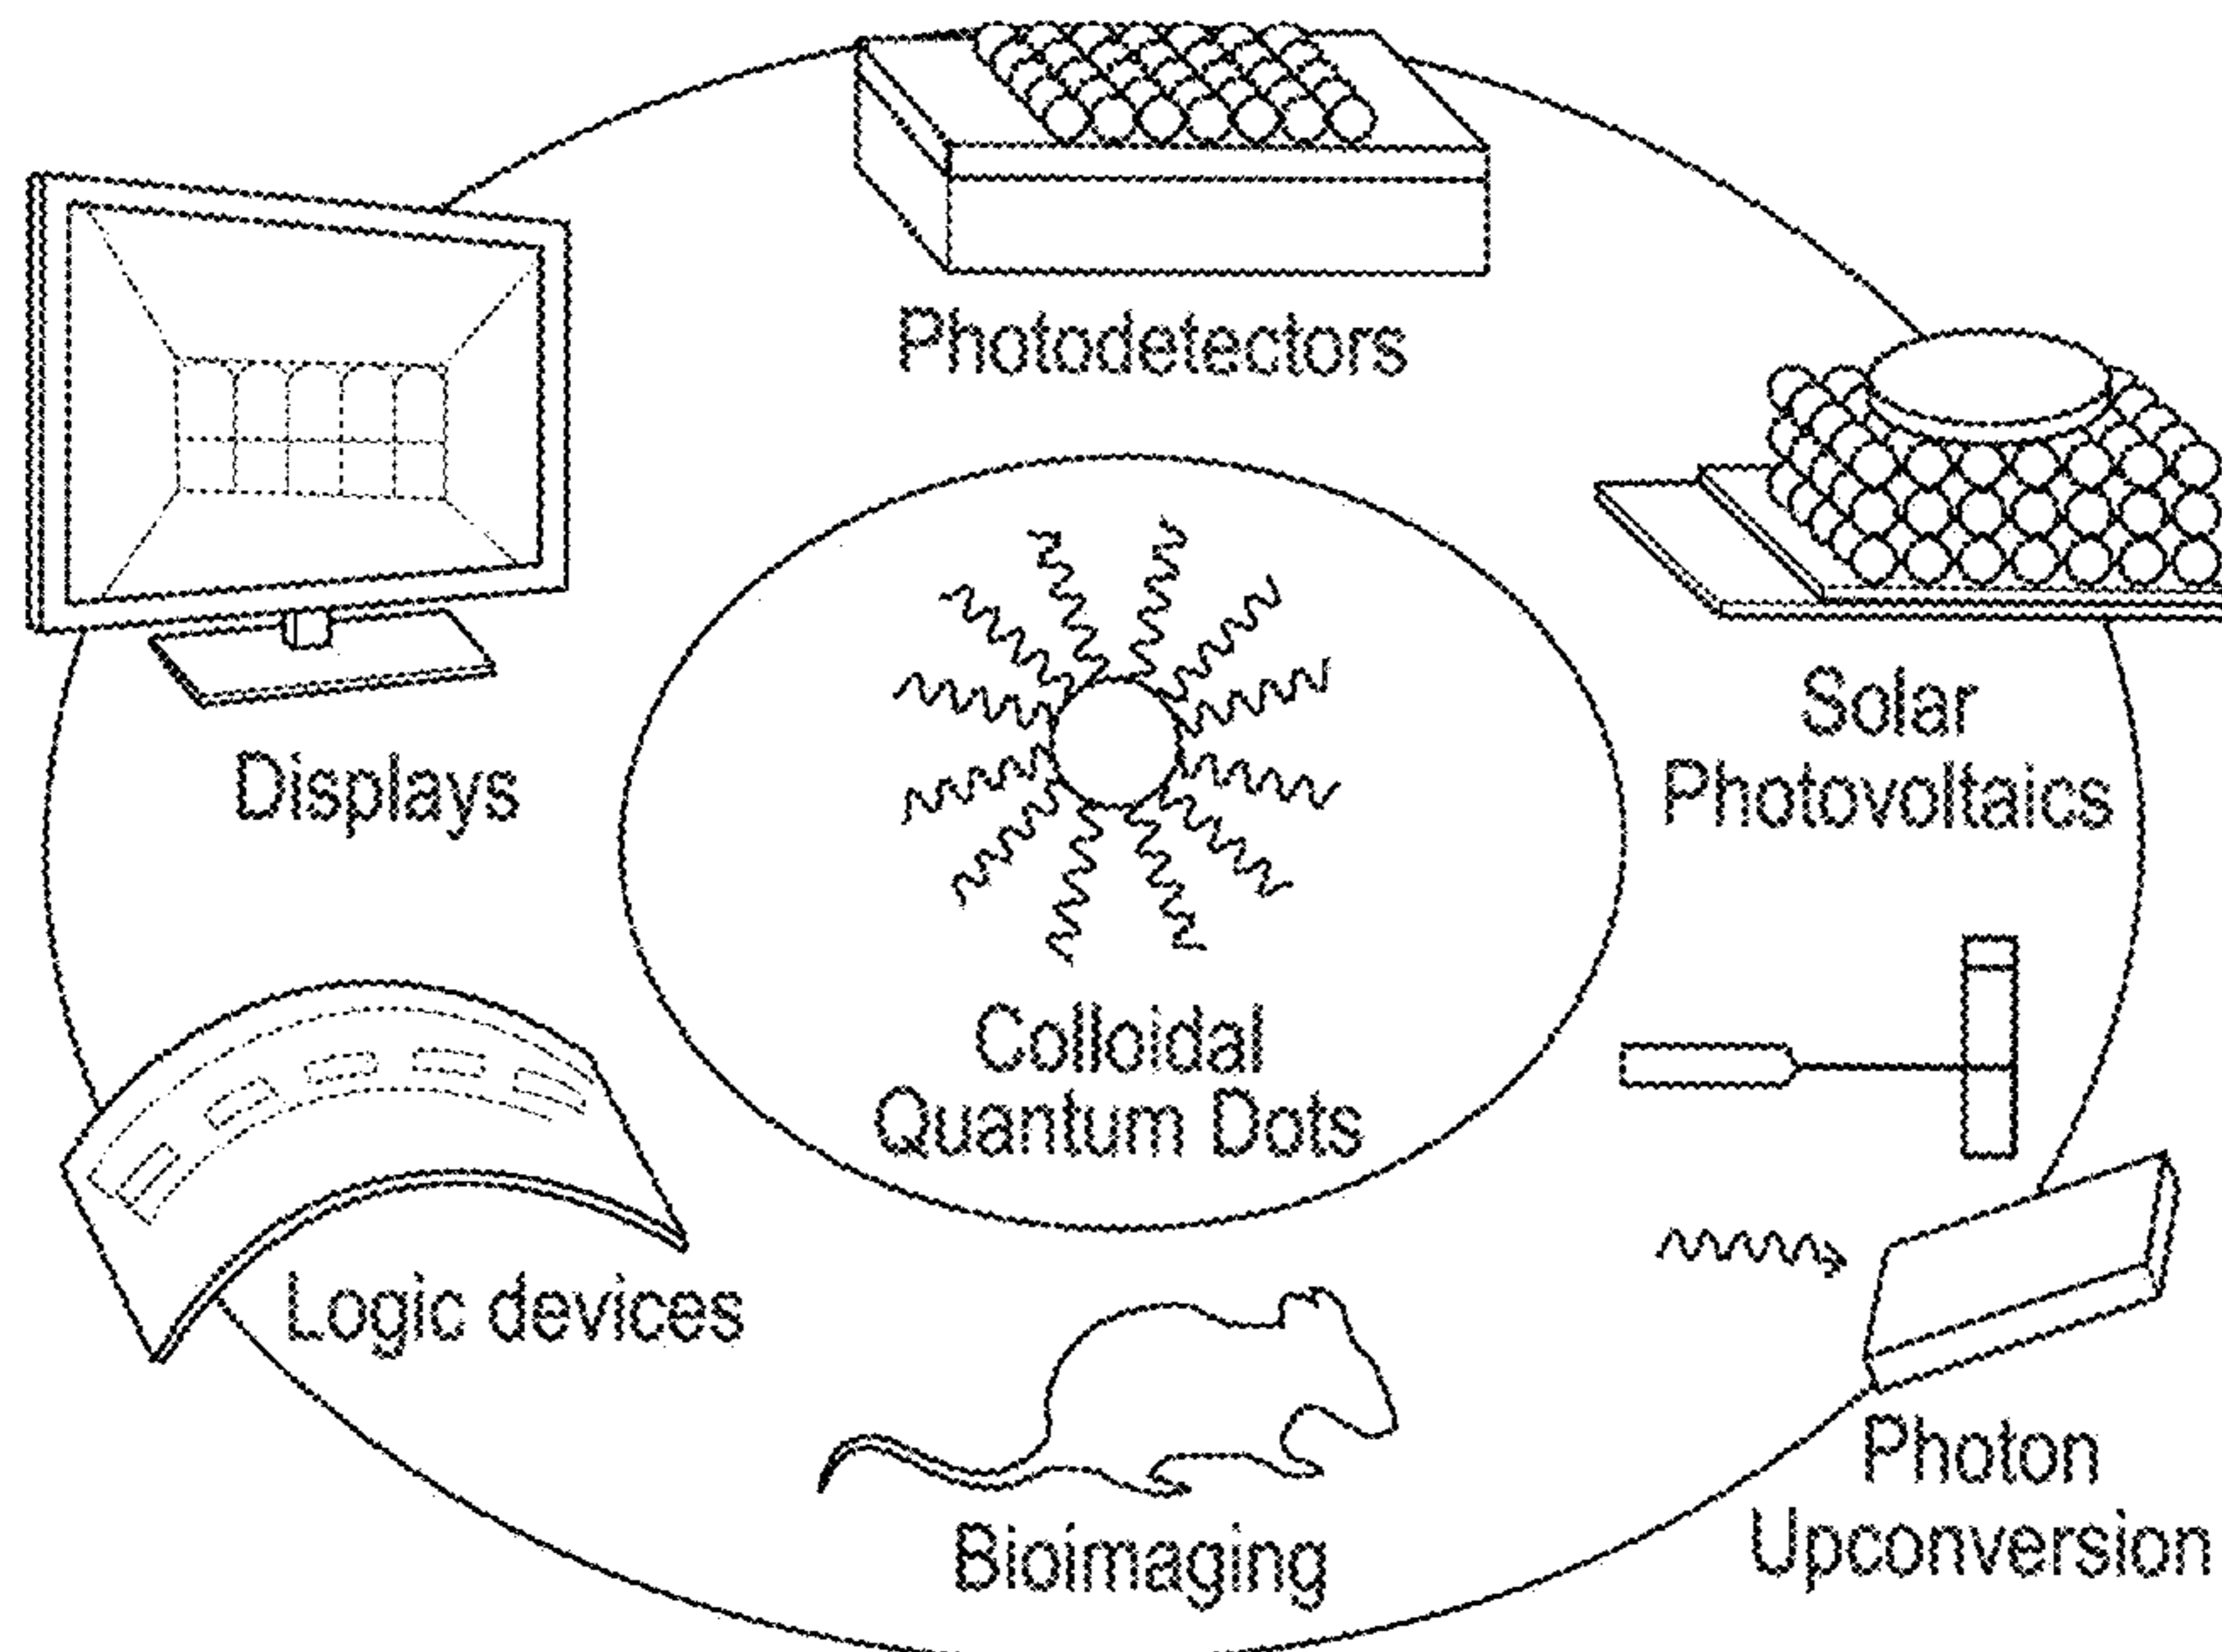 Photodetectors
Solar
Photovoltaics
Displays
Colloidal
Quantum Dots
Logic devices
Photon
Upconversion
Bioimaging